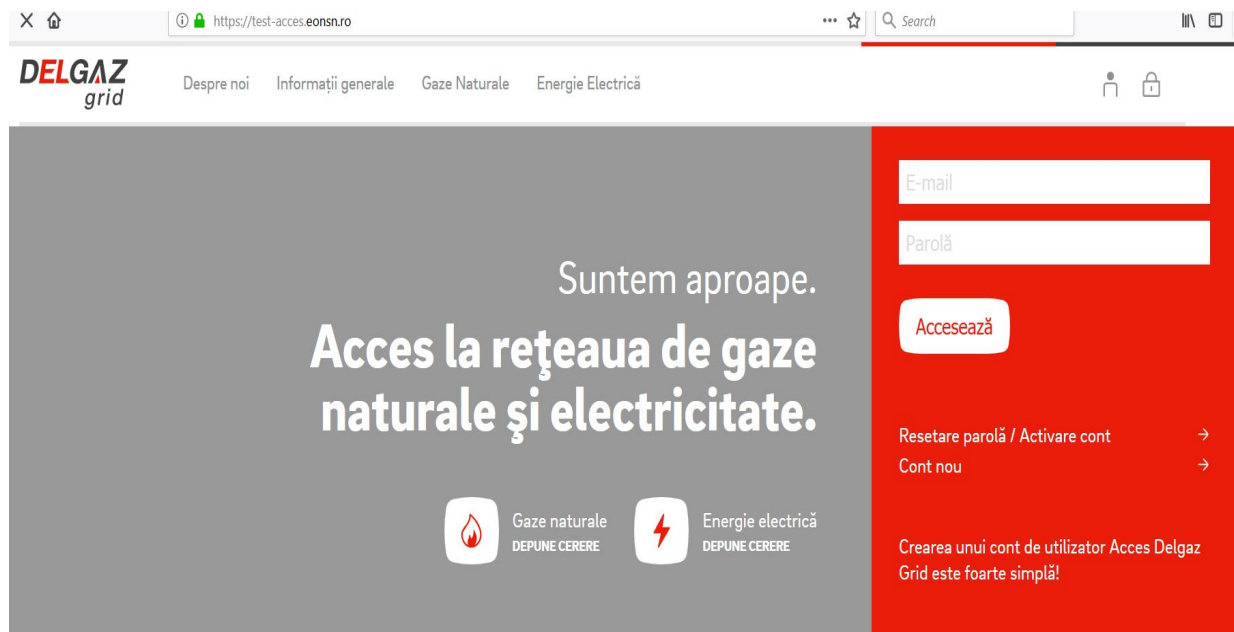 https://test-acces.eonsn.ro
Search
DELGAZ
grid
Despre noi
Informații generale
Gaze Naturale
Energie Electrică
Suntem aproape.
Acces la reţeaua de gaze
naturale şi electricitate.
Gaze naturale
DEPUNE CERERE
Energie electrică
DEPUNE CERERE
E-mail
Parolă
Accesează
Resetare parolă / Activare cont
Cont nou
Crearea unui cont de utilizator Acces Delgaz
Grid este foarte simplă!